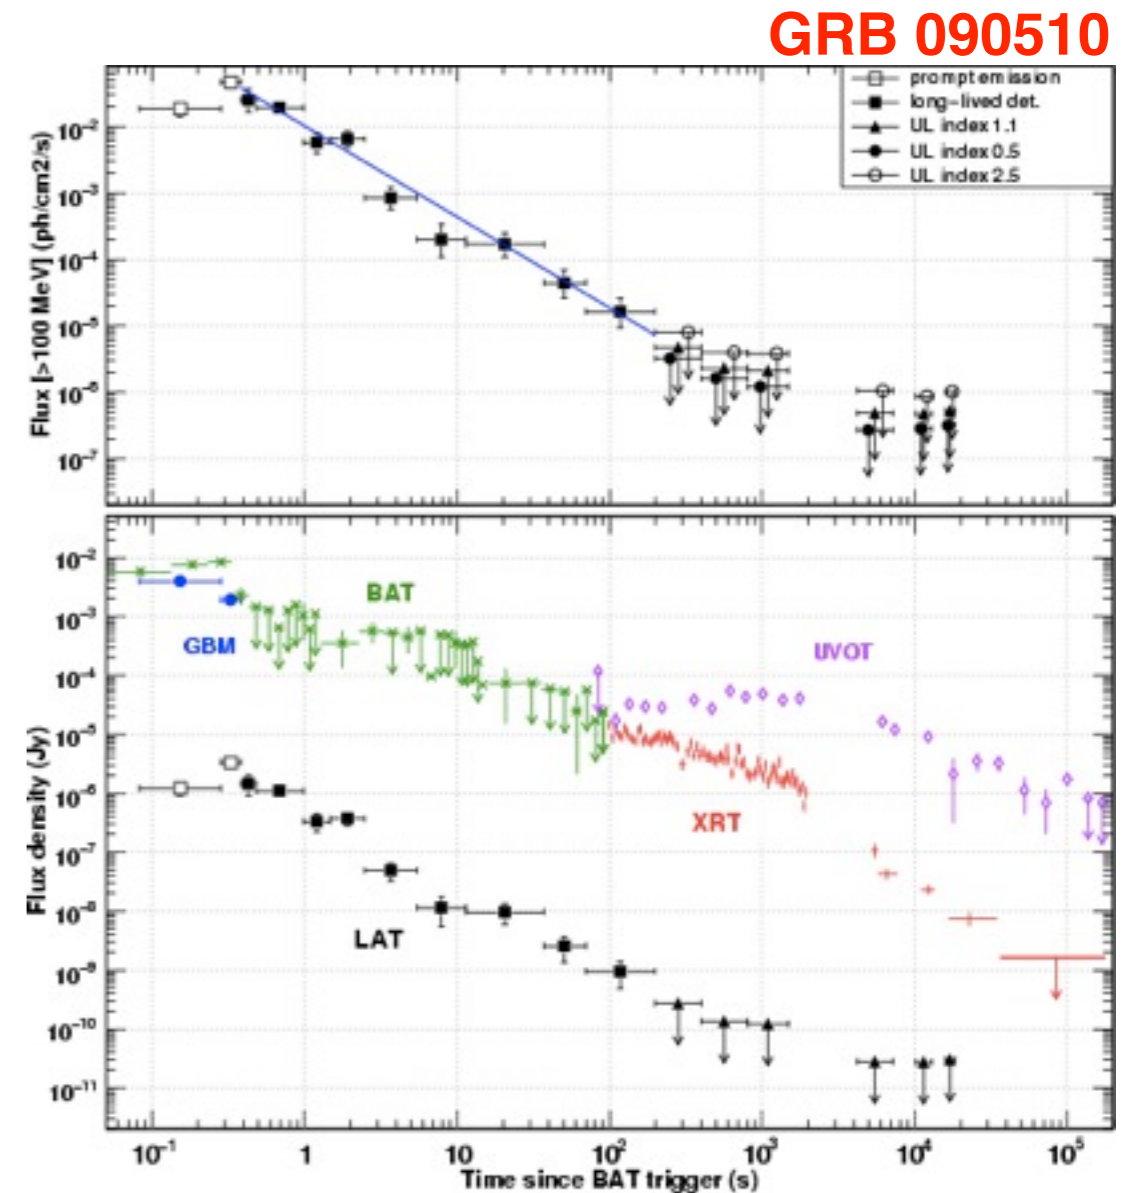 GRB 090510
prompt emission
long-lived det.
UL index 1.1
UL index 0.5
UL index 2.5
Flux [>100 MeV] (ph/cm2/s)
10⁻²
10⁻³
10⁻⁴
10⁻⁵
10⁻⁶
10⁻⁷
Flux density (Jy)
10⁻²
10⁻³
10⁻⁴
10⁻⁵
10⁻⁶
10⁻⁷
10⁻⁸
10⁻⁹
10⁻¹⁰
10⁻¹¹
BAT
GBM
UVOT
XRT
LAT
10⁻¹ 1 10 10² 10³ 10⁴ 10⁵
Time since BAT trigger (s)